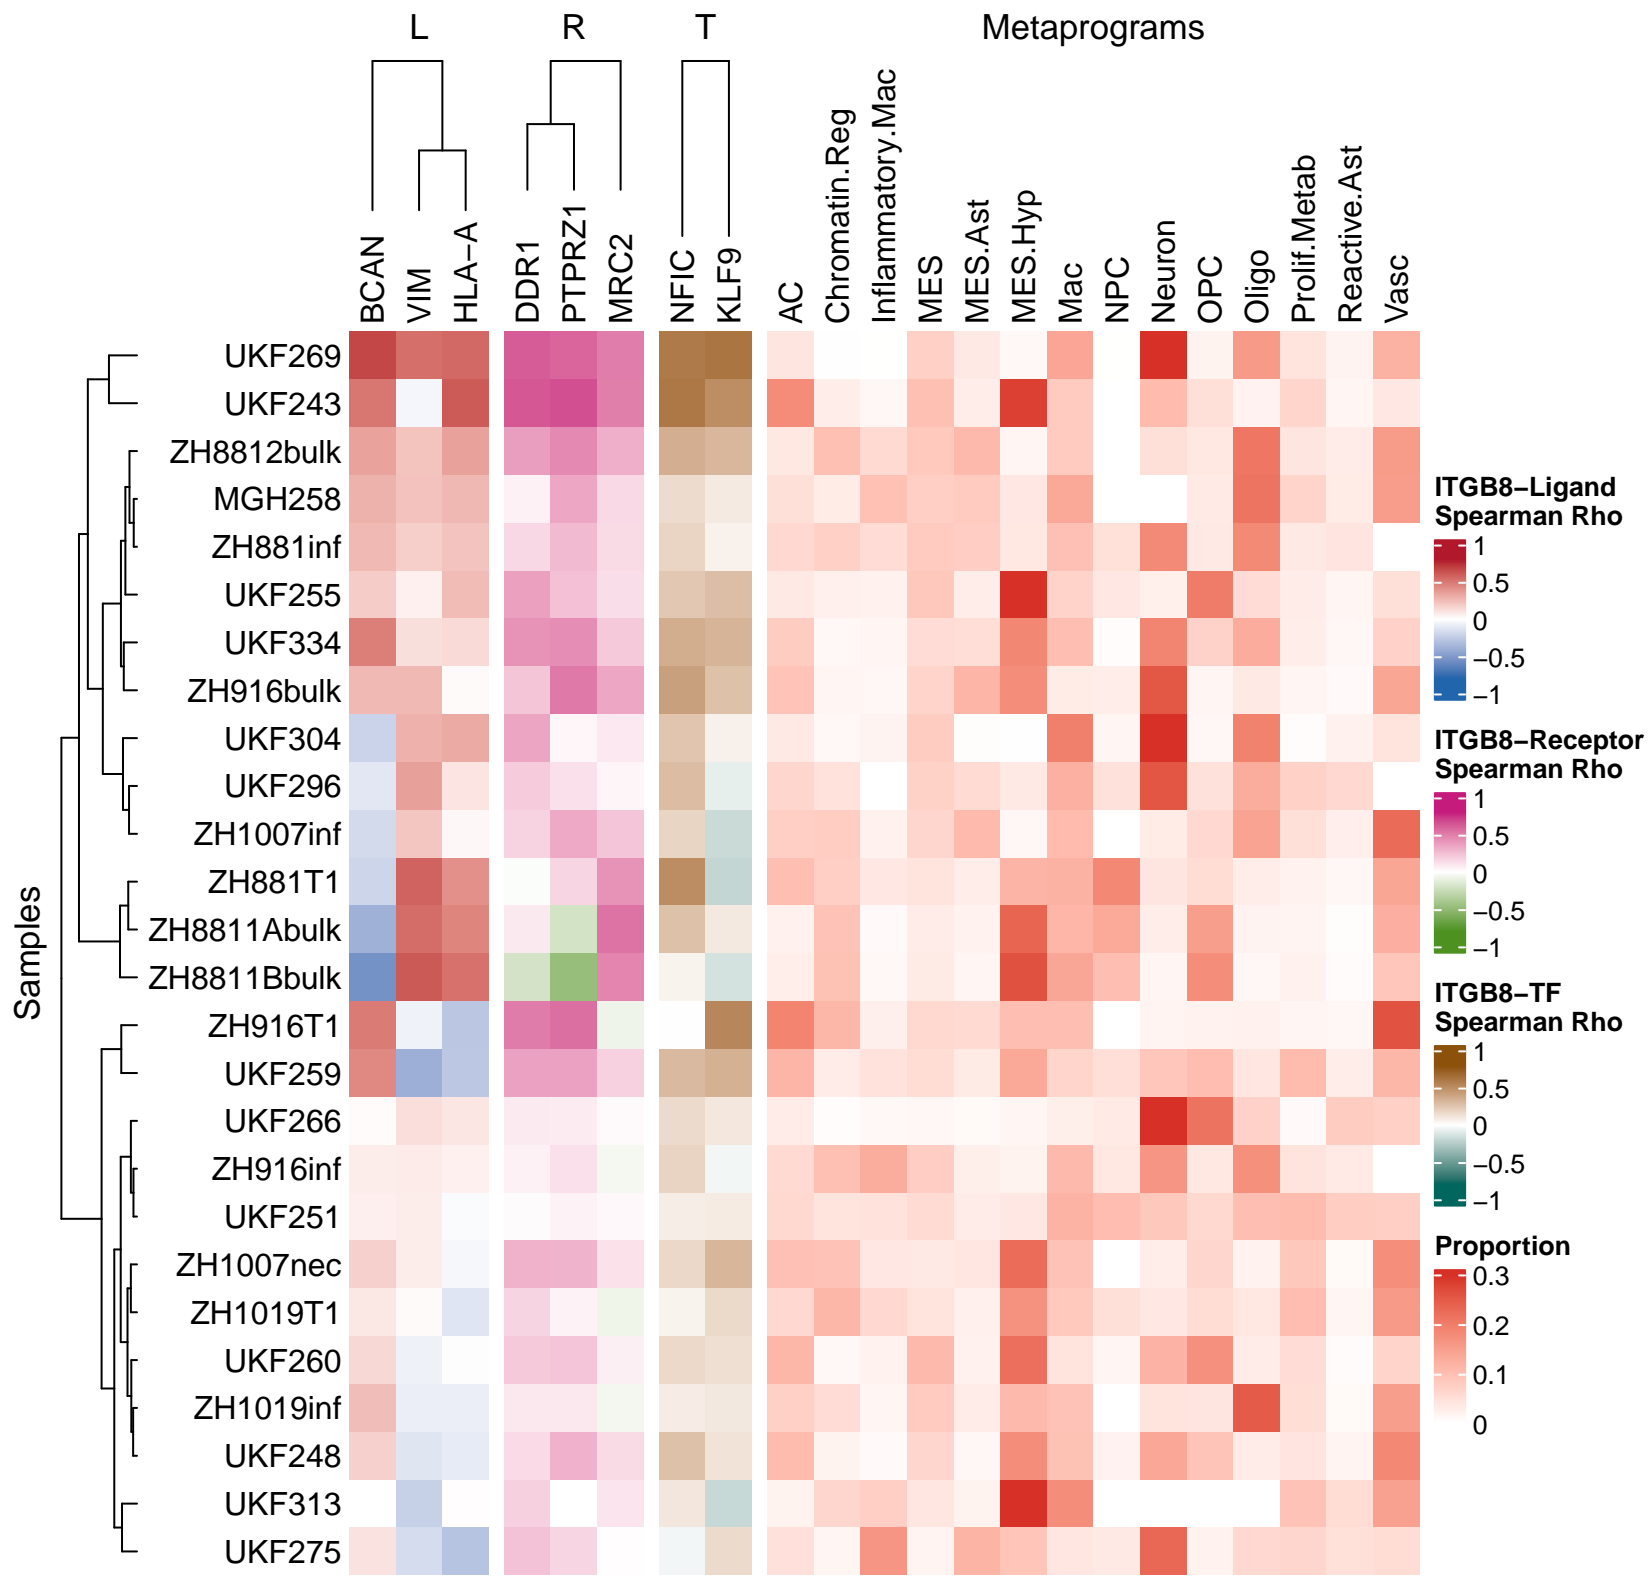 L R T Metaprograms
BCAN VIM HLA−A DDR1 PTPRZ1 MRC2 NFIC KLF9 AC Chromatin.Reg Inflammatory.Mac MES MES.Ast MES.Hyp Mac NPC Neuron OPC Oligo Prolif.Metab Reactive.Ast Vasc
Samples
UKF269
UKF243
ZH8812bulk
MGH258
ZH881inf
UKF255
UKF334
ZH916bulk
UKF304
UKF296
ZH1007inf
ZH881T1
ZH8811Abulk
ZH8811Bbulk
ZH916T1
UKF259
UKF266
ZH916inf
UKF251
ZH1007nec
ZH1019T1
UKF260
ZH1019inf
UKF248
UKF313
UKF275
ITGB8−Ligand
Spearman Rho
1
0.5
0
−0.5
−1
ITGB8−Receptor
Spearman Rho
1
0.5
0
−0.5
−1
ITGB8−TF
Spearman Rho
1
0.5
0
−0.5
−1
Proportion
0.3
0.2
0.1
0